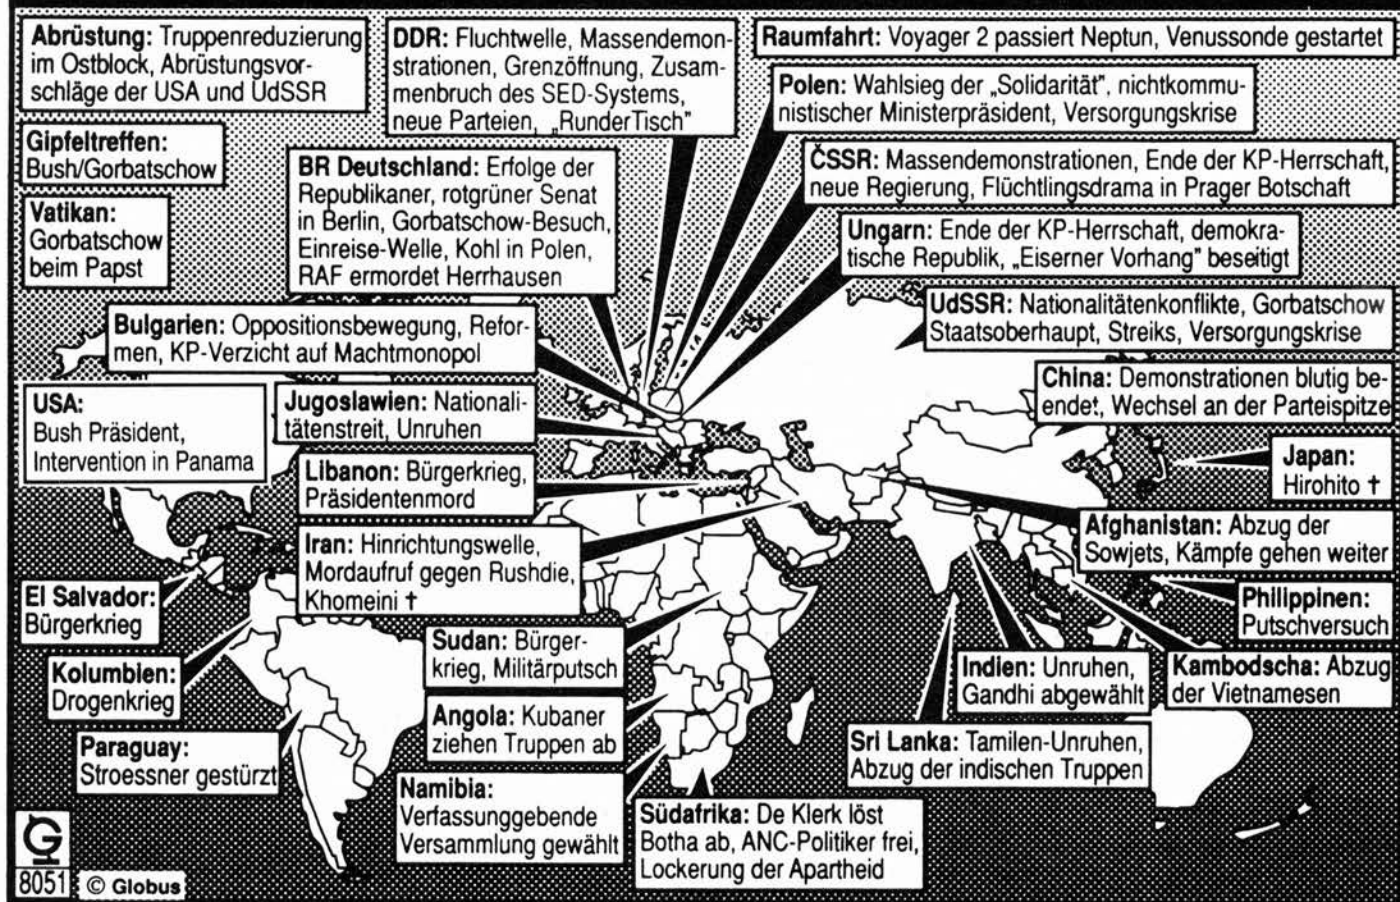 Abrüstung: Truppenreduzierung
im Ostblock, Abrüstungsvor-
schläge der USA und UdSSR
DDR: Fluchtwelle, Massendemon-
strationen, Grenzöffnung, Zusam-
menbruch des SED-Systems,
neue Parteien, „RunderTisch”
Raumfahrt: Voyager 2 passiert Neptun, Venussonde gestartet
Polen: Wahlsieg der „Solidarität”, nichtkommu-
nistischer Ministerpräsident, Versorgungskrise
Gipfeltreffen:
Bush/Gorbatschow
BR Deutschland: Erfolge der
Republikaner, rotgrüner Senat
in Berlin, Gorbatschow-Besuch,
Einreise-Welle, Kohl in Polen,
RAF ermordet Herrhausen
ČSSR: Massendemonstrationen, Ende der KP-Herrschaft,
neue Regierung, Flüchtlingsdrama in Prager Botschaft
Vatikan:
Gorbatschow
beim Papst
Ungarn: Ende der KP-Herrschaft, demokra-
tische Republik, „Eiserner Vorhang” beseitigt
UdSSR: Nationalitätenkonflikte, Gorbatschow
Staatsoberhaupt, Streiks, Versorgungskrise
Bulgarien: Oppositionsbewegung, Refor-
men, KP-Verzicht auf Machtmonopol
China: Demonstrationen blutig be-
endet, Wechsel an der Parteispitze
USA:
Bush Präsident,
Intervention in Panama
Jugoslawien: Nationali-
tätenstreit, Unruhen
Japan:
Hirohito †
Libanon: Bürgerkrieg,
Präsidentenmord
Afghanistan: Abzug der
Sowjets, Kämpfe gehen weiter
Iran: Hinrichtungswelle,
Mordaufruf gegen Rushdie,
Khomeini †
El Salvador:
Bürgerkrieg
Philippinen:
Putschversuch
Sudan: Bürger-
krieg, Militärputsch
Indien: Unruhen,
Gandhi abgewählt
Kambodscha: Abzug
der Vietnamesen
Kolumbien:
Drogenkrieg
Angola: Kubaner
ziehen Truppen ab
Paraguay:
Stroessner gestürzt
Sri Lanka: Tamilen-Unruhen,
Abzug der indischen Truppen
Namibia:
Verfassunggebende
Versammlung gewählt
Südafrika: De Klerk löst
Botha ab, ANC-Politiker frei,
Lockerung der Apartheid
G
8051
© Globus